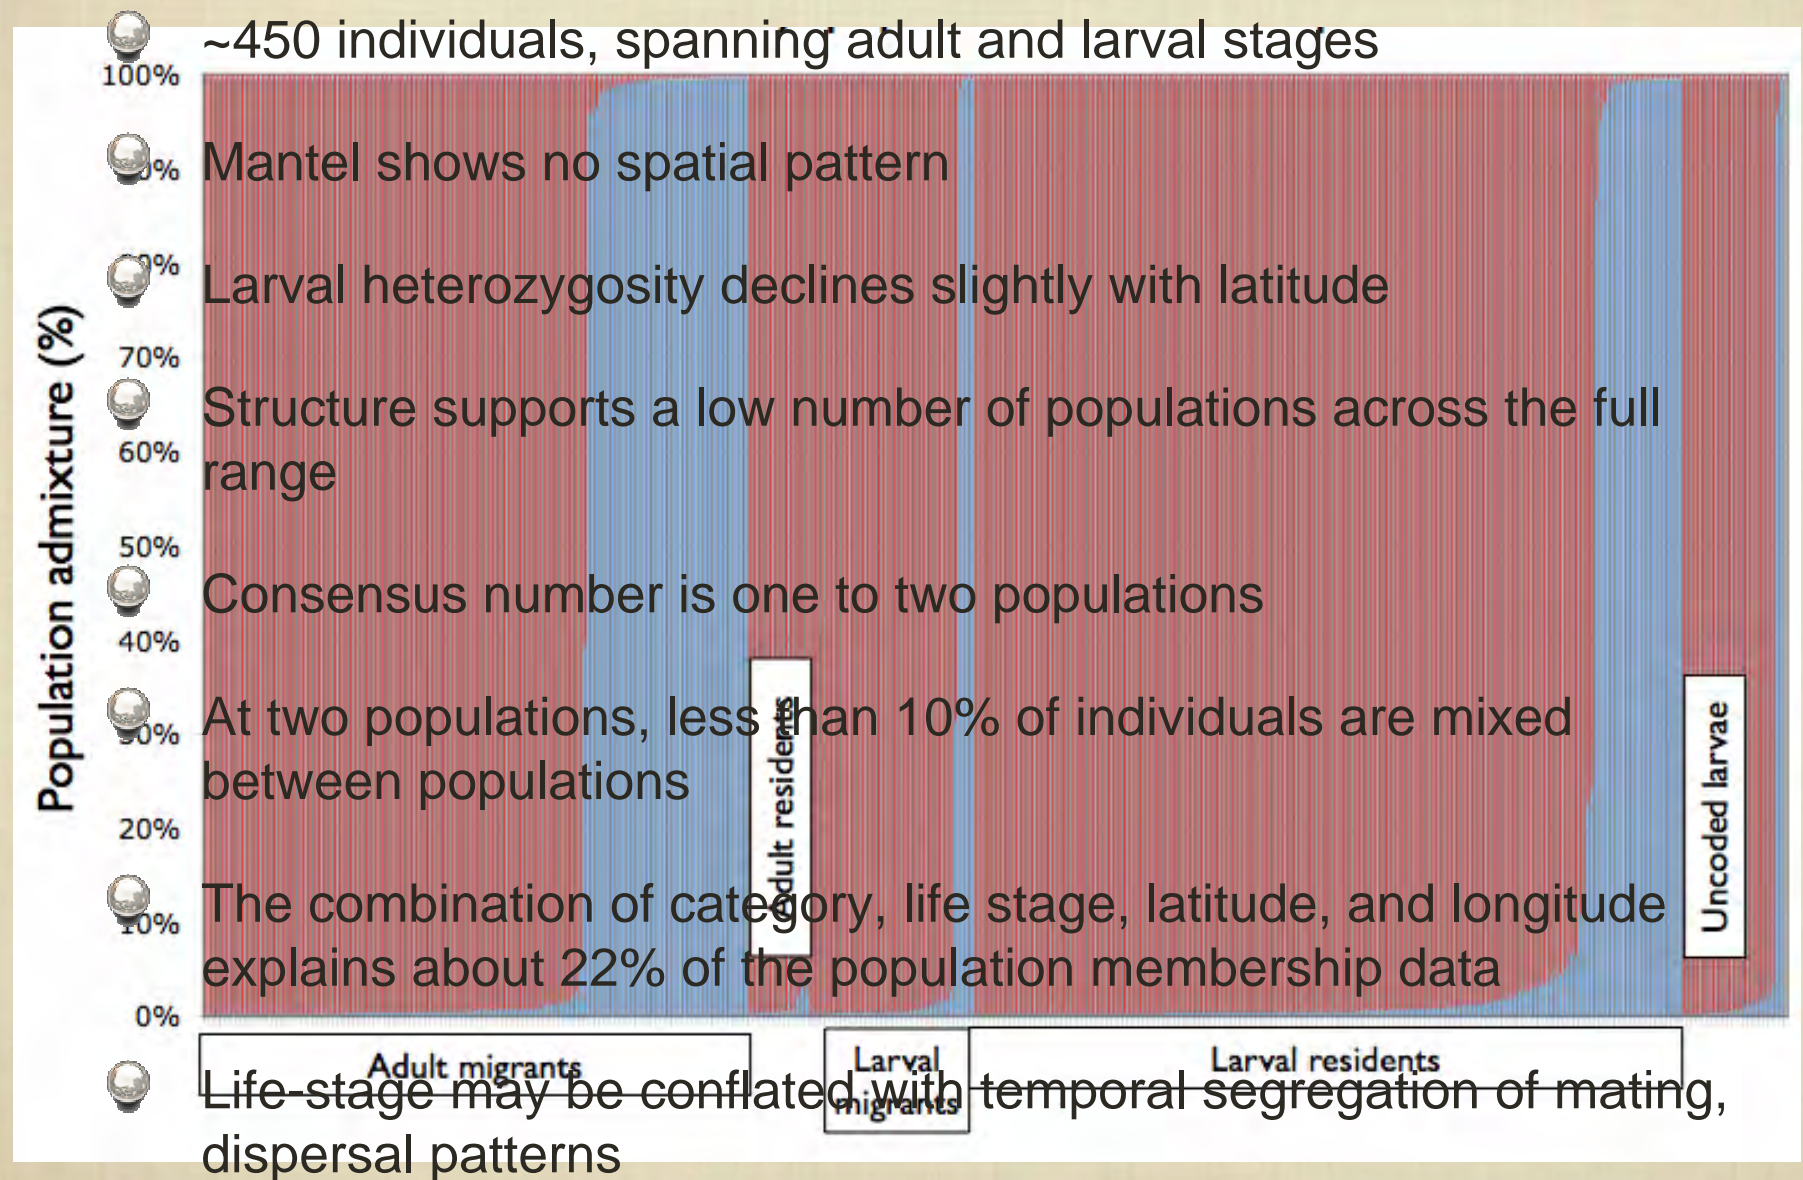 ~450 individuals, spanning adult and larval stages
100%
Mantel shows no spatial pattern
Larval heterozygosity declines slightly with latitude
70%
Structure supports a low number of populations across the full
range
60%
50%
Consensus number is one to two populations
40%
At two populations, less than 10% of individuals are mixed
between populations
20%
The combination of category, life stage, latitude, and longitude
explains about 22% of the population membership data
10%
0%
Population admixture (%)
Adult residents
Uncoded larvae
Adult migrants
Larval
migrants
Larval residents
Life-stage may be conflated with temporal segregation of mating,
dispersal patterns